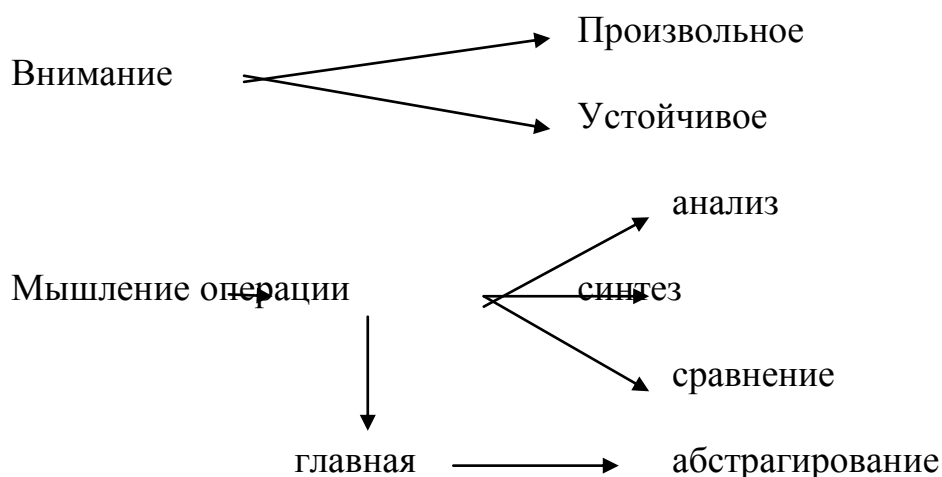 Произвольное
Внимание
Устойчивое
анализ
Мышление операции синтез
сравнение
главная абстрагирование